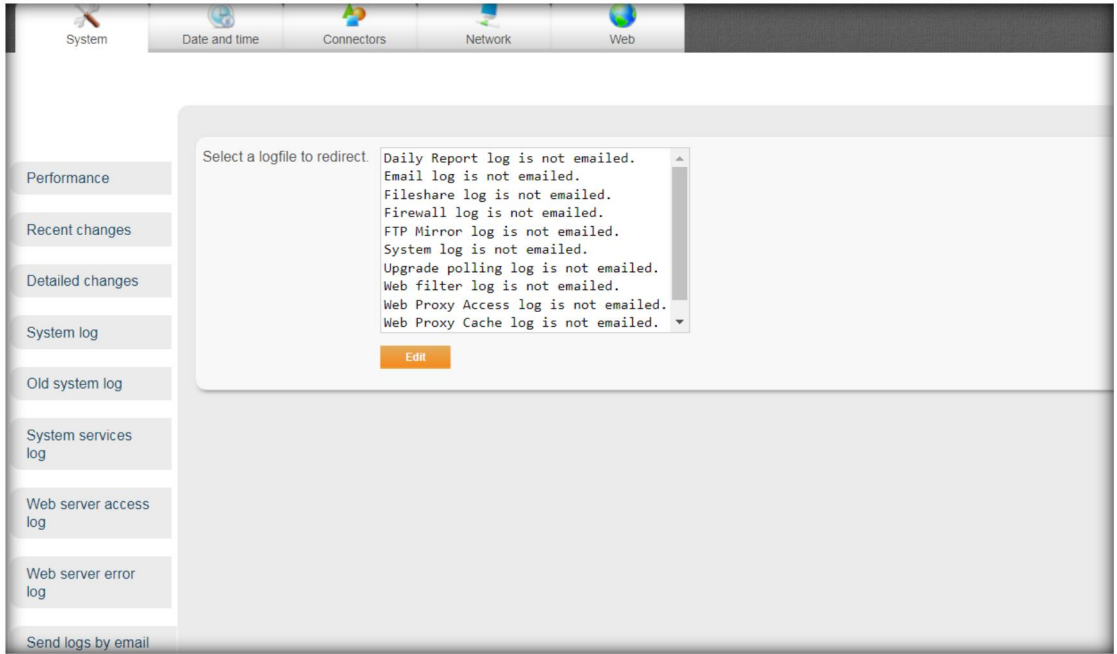 System
Date and time
Connectors
Network
Web
Performance
Recent changes
Detailed changes
System log
Old system log
System services
log
Web server access
log
Web server error
log
Send logs by email
Select a logfile to redirect.
Daily Report log is not emailed.
Email log is not emailed.
Fileshare log is not emailed.
Firewall log is not emailed.
FTP Mirror log is not emailed.
System log is not emailed.
Upgrade polling log is not emailed.
Web filter log is not emailed.
Web Proxy Access log is not emailed.
Web Proxy Cache log is not emailed.
Edit